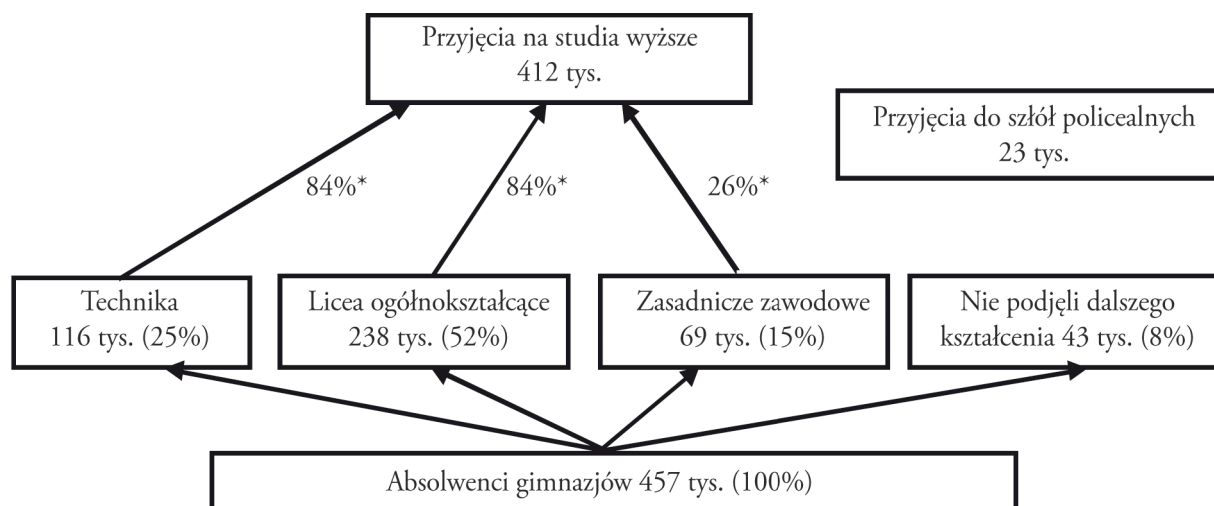 Przyjęcia na studia wyższe
412 tys.
Przyjęcia do szłół policealnych
23 tys.
84%*
84%*
26%*
Technika
116 tys. (25%)
Licea ogółnokształcące
238 tys. (52%)
Zasadnicze zawodowe
69 tys. (15%)
Nie podjęli dalszego
kształcenia 43 tys. (8%)
Absolwenci gimnazjów 457 tys. (100%)